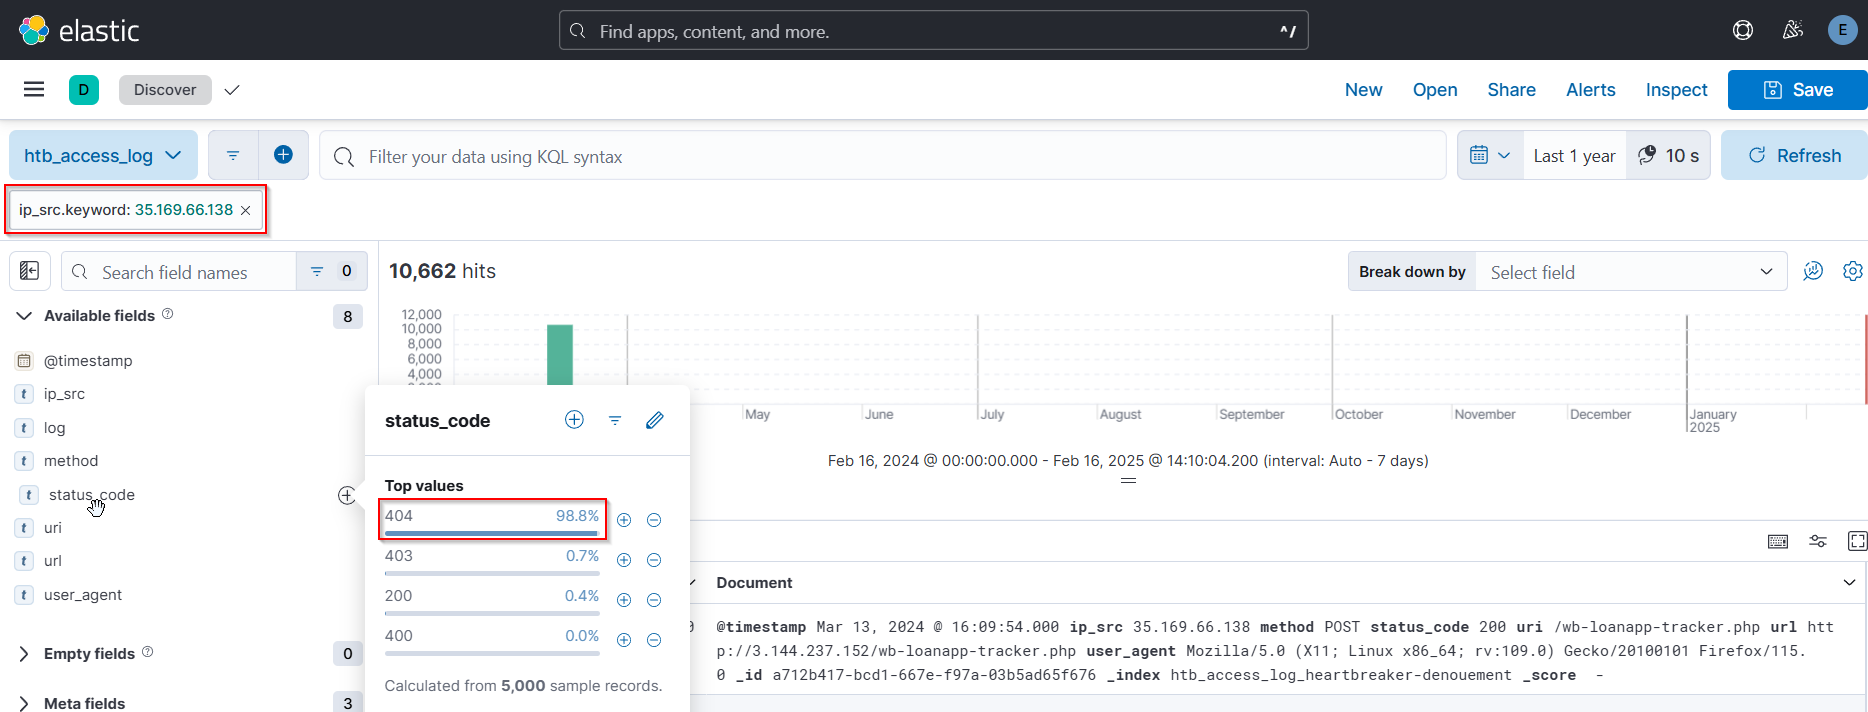 elastic
Find apps, content, and more.
^/
E
D
Discover
New
Open
Share
Alerts
Inspect
Save
htb_access_log
Filter your data using KQL syntax
Last 1 year
10 s
Refresh
ip_src.keyword: 35.169.66.138 ×
Search field names
0
10,662 hits
Break down by
Select field
Available fields
8
12,000
10,000
8,000
6,000
4,000
@timestamp
t ip_src
t log
t method
t status_code
t uri
t url
t user_agent
Empty fields
0
Meta fields
3
May
June
July
August
September
October
November
December
January
2025
Feb 16, 2024 @ 00:00:00.000 - Feb 16, 2025 @ 14:10:04.200 (interval: Auto - 7 days)
status_code
Top values
404 98.8%
403 0.7%
200 0.4%
400 0.0%
Calculated from 5,000 sample records.
Document
@timestamp Mar 13, 2024 @ 16:09:54.000 ip_src 35.169.66.138 method POST status_code 200 uri /wb-loanapp-tracker.php url htt
p://3.144.237.152/wb-loanapp-tracker.php user_agent Mozilla/5.0 (X11; Linux x86_64; rv:109.0) Gecko/20100101 Firefox/115.
0 _id a712b417-bcd1-667e-f97a-03b5ad65f676 _index htb_access_log_heartbreaker-denouement _score -